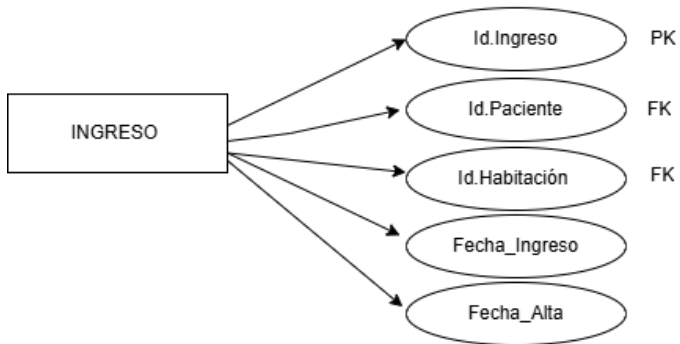 INGRESO
Id.Ingreso PK
Id.Paciente FK
Id.Habitación FK
Fecha_Ingreso
Fecha_Alta